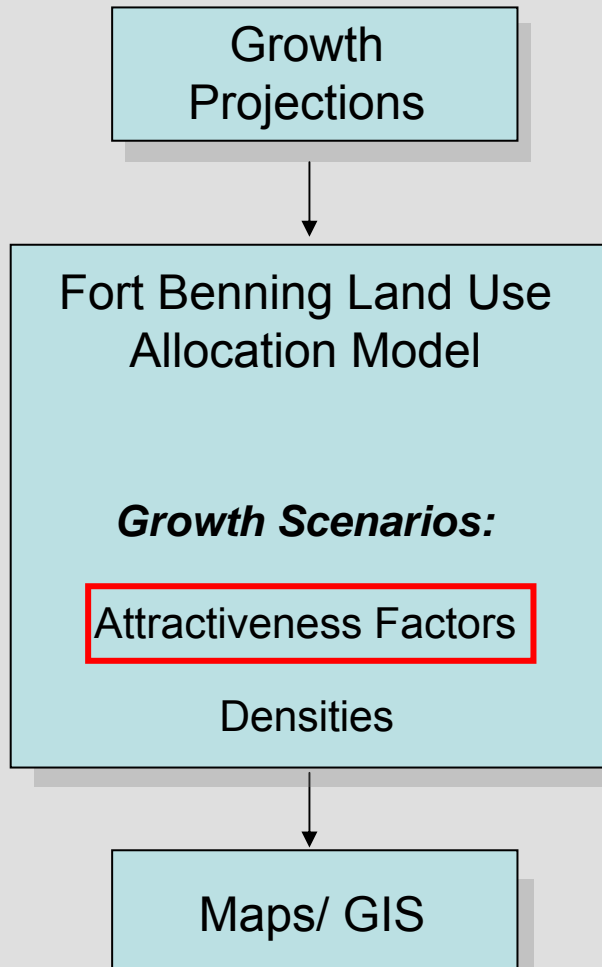 Growth
Projections
Fort Benning Land Use
Allocation Model
Growth Scenarios:
Attractiveness Factors
Densities
Maps/ GIS